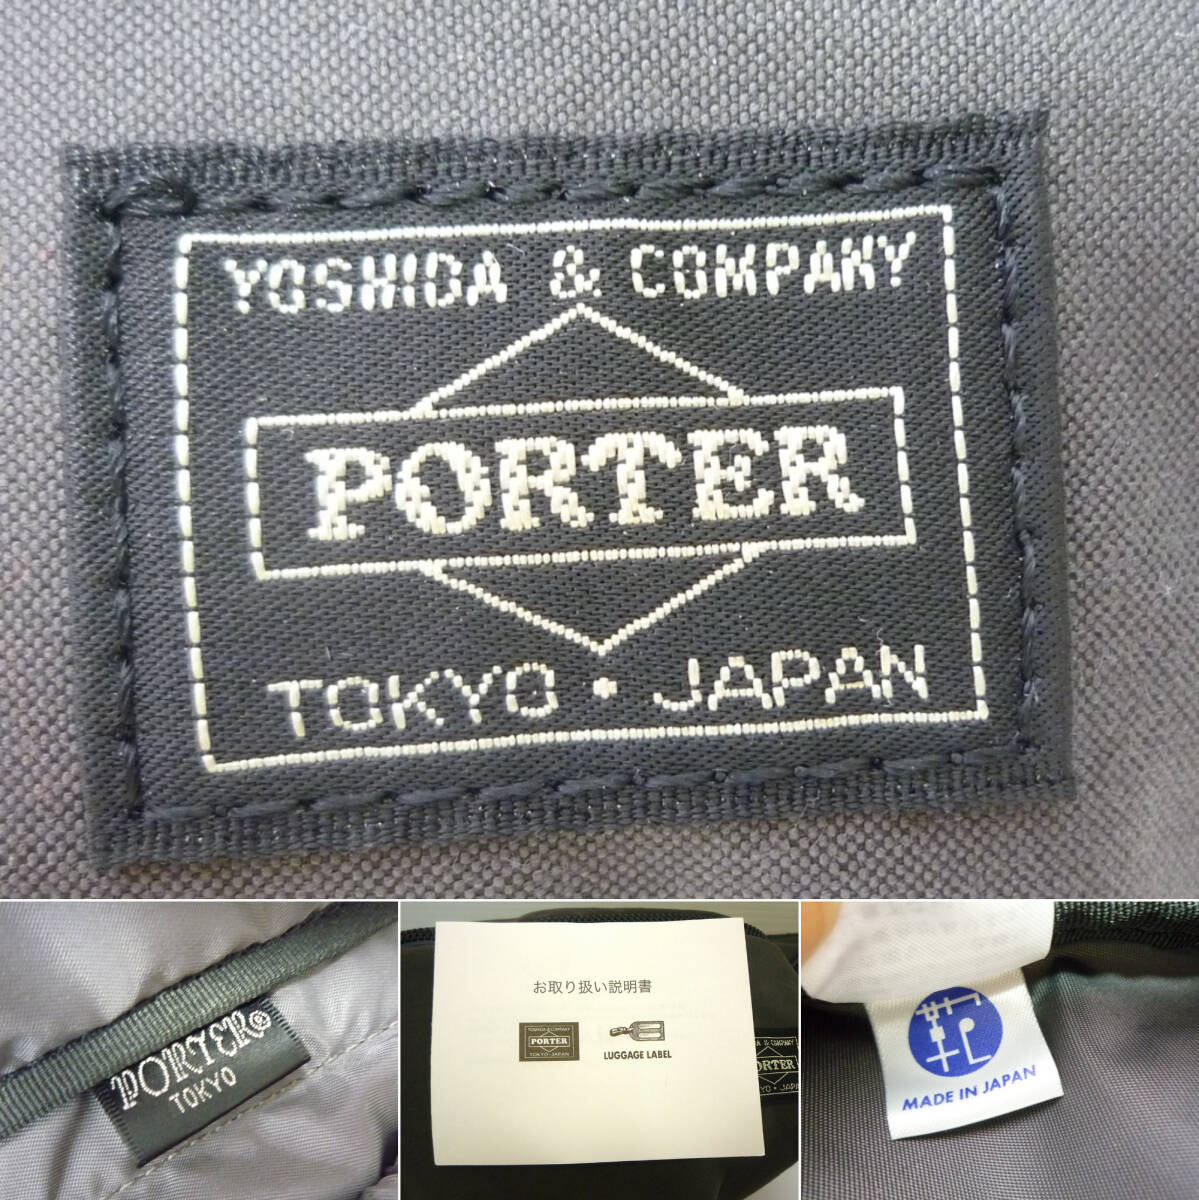 YOSHIDA & COMPANY
PORTER
TOKYO・JAPAN
PORTER®
TOKYO
お取り扱い説明書
YOSHIDA & COMPANY
PORTER
TOKYO・JAPAN
LUGGAGE LABEL
MADE IN JAPAN